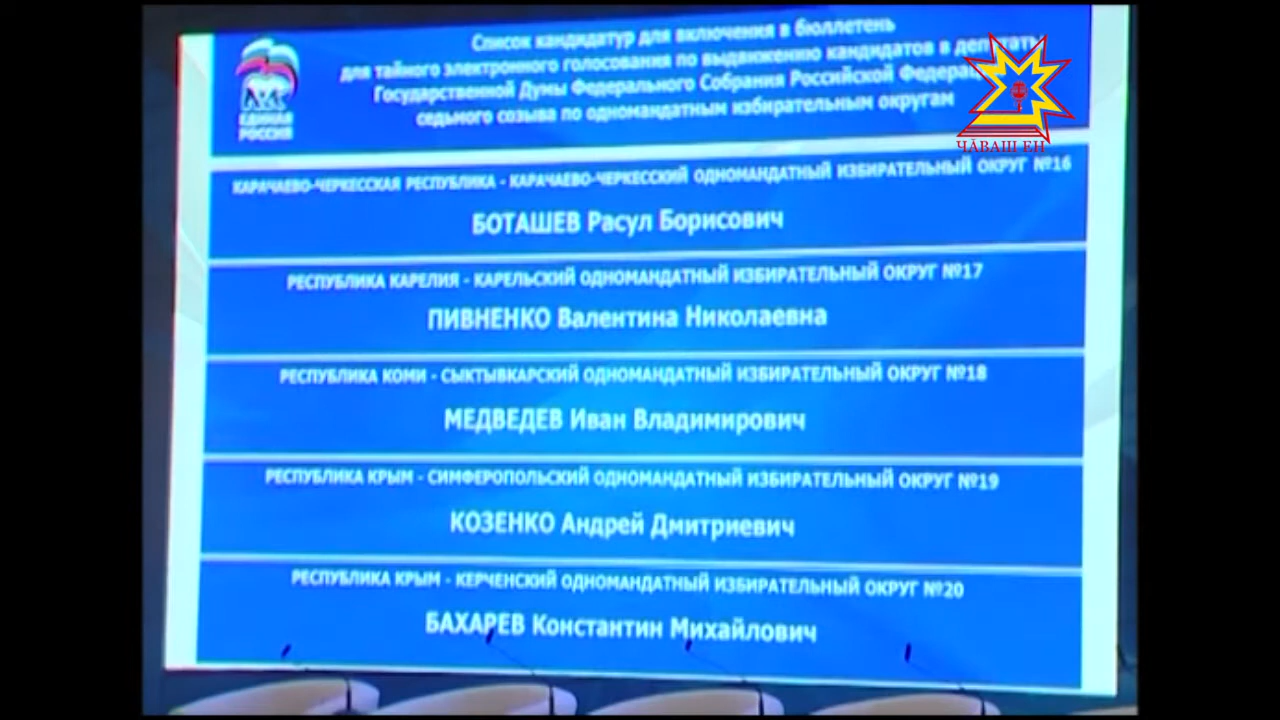 Список кандидатур для включения в бюллетень
для тайного электронного голосования по выдвижению кандидатов в депутаты
Государственной Думы Федерального Собрания Российской
седьмого созыва по одномандатным избирательным округам
ЕДИНАЯ
РОССИЯ
ЧӐВАШ ЕН
КАРАЧАЕВО-ЧЕРКЕССКАЯ РЕСПУБЛИКА - КАРАЧАЕВО-ЧЕРКЕССКИЙ ОДНОМАНДАТНЫЙ ИЗБИРАТЕЛЬНЫЙ ОКРУГ №16
БОТАШЕВ Расул Борисович
РЕСПУБЛИКА КАРЕЛИЯ - КАРЕЛЬСКИЙ ОДНОМАНДАТНЫЙ ИЗБИРАТЕЛЬНЫЙ ОКРУГ №17
ПИВНЕНКО Валентина Николаевна
РЕСПУБЛИКА КОМИ - СЫКТЫВКАРСКИЙ ОДНОМАНДАТНЫЙ ИЗБИРАТЕЛЬНЫЙ ОКРУГ №18
МЕДВЕДЕВ Иван Владимирович
РЕСПУБЛИКА КРЫМ - СИМФЕРОПОЛЬСКИЙ ОДНОМАНДАТНЫЙ ИЗБИРАТЕЛЬНЫЙ ОКРУГ №19
КОЗЕНКО Андрей Дмитриевич
РЕСПУБЛИКА КРЫМ - КЕРЧЕНСКИЙ ОДНОМАНДАТНЫЙ ИЗБИРАТЕЛЬНЫЙ ОКРУГ №20
БАХАРЕВ Константин Михайлович